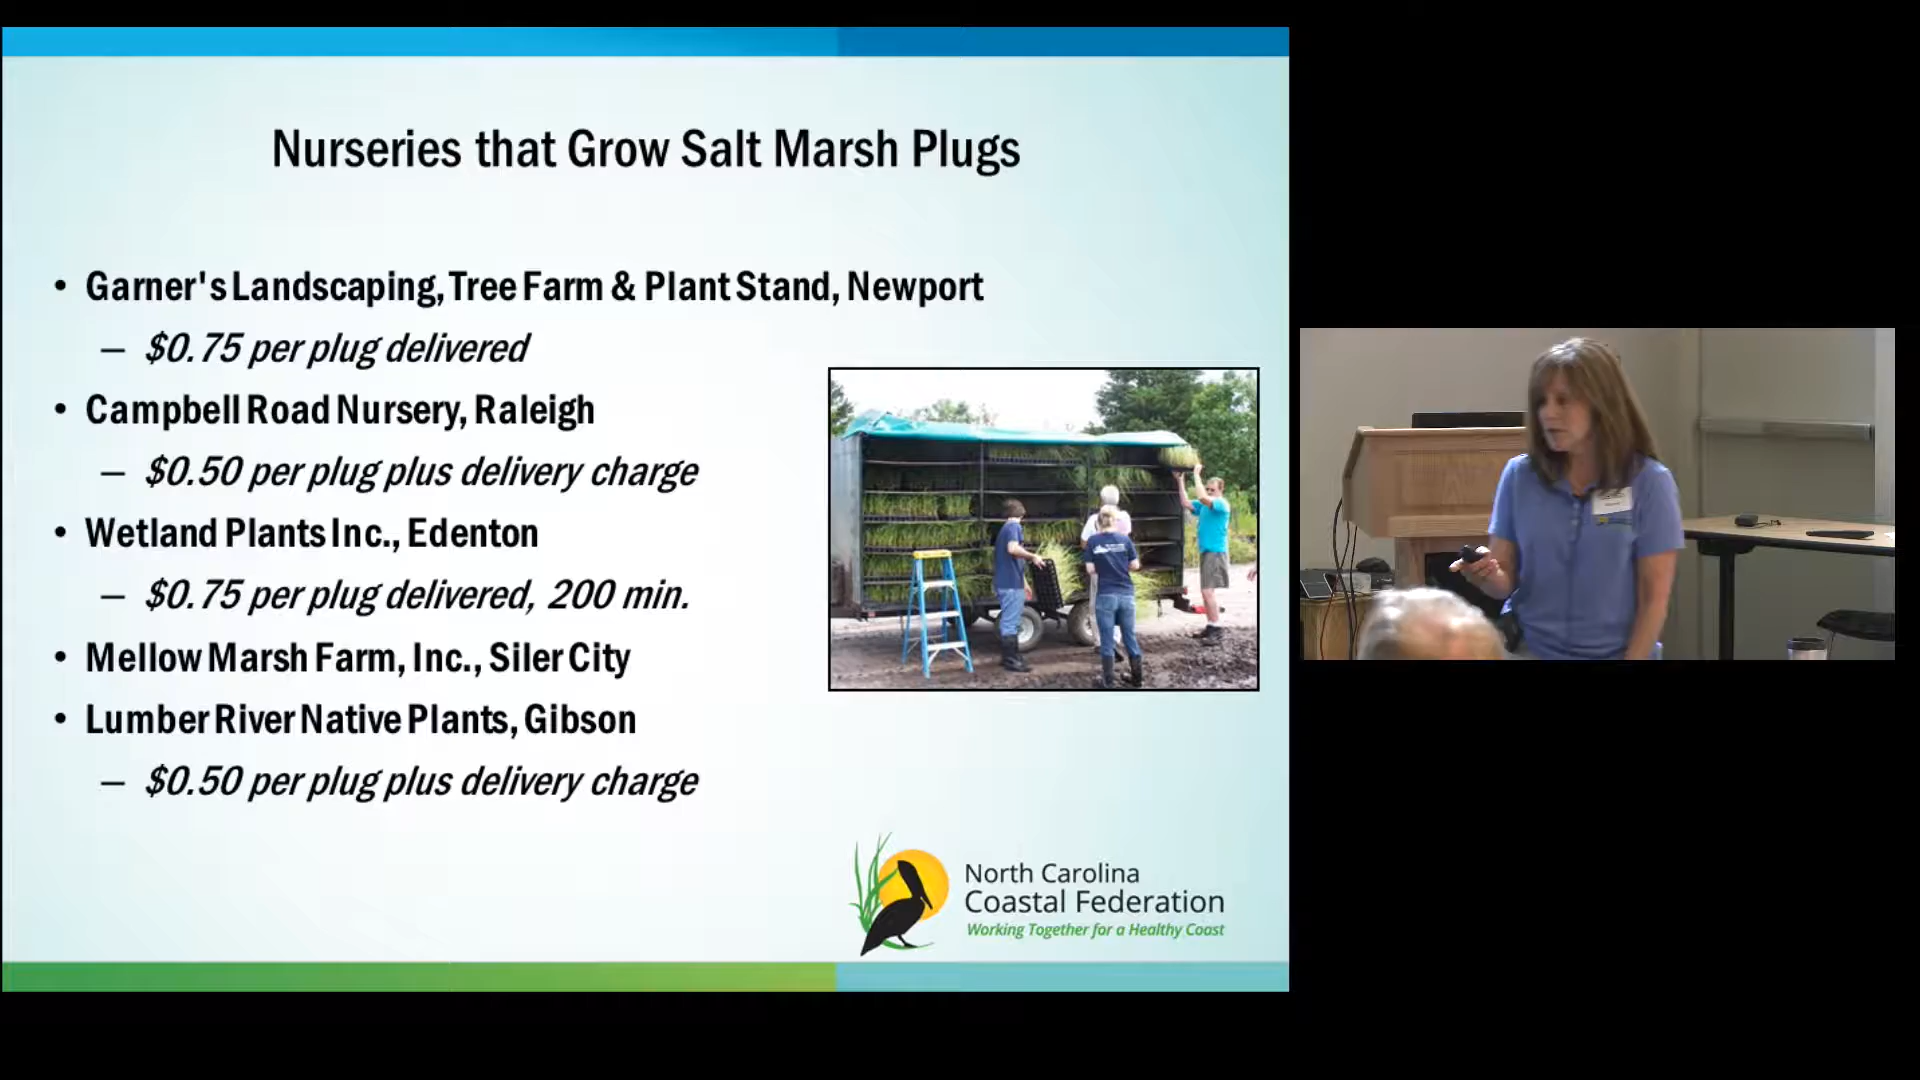 Nurseries that Grow Salt Marsh Plugs
• Garner's Landscaping, Tree Farm & Plant Stand, Newport
– $0.75 per plug delivered
• Campbell Road Nursery, Raleigh
– $0.50 per plug plus delivery charge
• Wetland Plants Inc., Edenton
– $0.75 per plug delivered, 200 min.
• Mellow Marsh Farm, Inc., Siler City
• Lumber River Native Plants, Gibson
– $0.50 per plug plus delivery charge
North Carolina
Coastal Federation
Working Together for a Healthy Coast